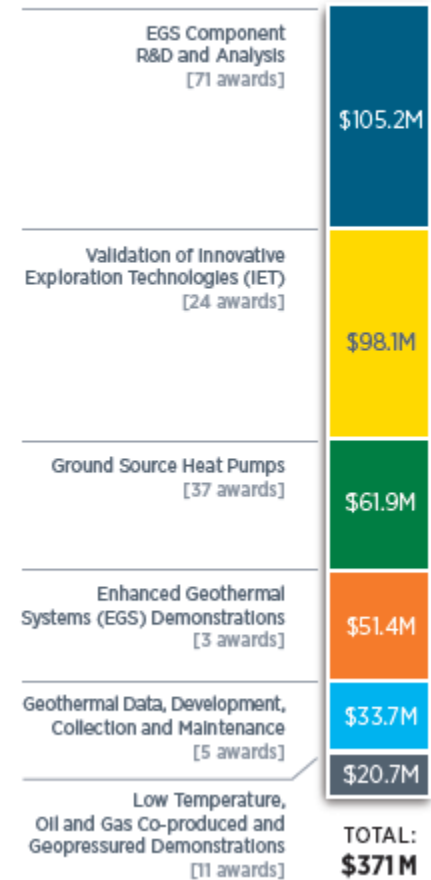 EGS Component
R&D and Analysis
[71 awards]
$105.2M
Validation of Innovative
Exploration Technologies (IET)
[24 awards]
$98.1M
Ground Source Heat Pumps
[37 awards]
$61.9M
Enhanced Geothermal
Systems (EGS) Demonstrations
[3 awards]
$51.4M
Geothermal Data, Development,
Collection and Maintenance
[5 awards]
$33.7M
Low Temperature,
Oil and Gas Co-produced and
Geopressured Demonstrations
[11 awards]
$20.7M
TOTAL:
$371M